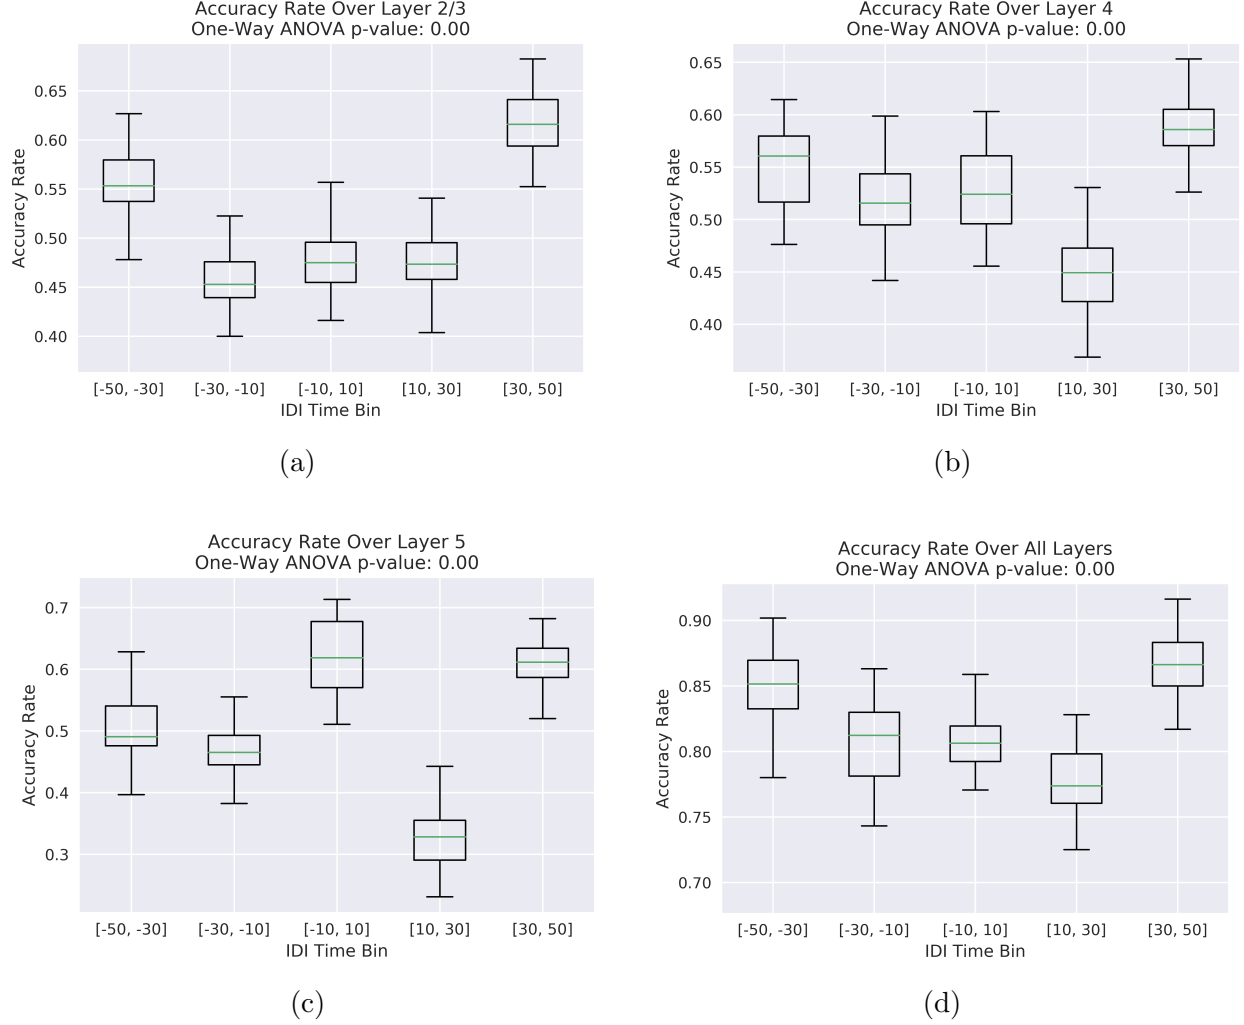 Accuracy Rate Over Layer 2/3
One-Way ANOVA p-value: 0.00
Accuracy Rate
0.65
0.60
0.55
0.50
0.45
0.40
[-50, -30]
[-30, -10]
[-10, 10]
[10, 30]
[30, 50]
IDI Time Bin
(a)
Accuracy Rate Over Layer 4
One-Way ANOVA p-value: 0.00
Accuracy Rate
0.65
0.60
0.55
0.50
0.45
0.40
[-50, -30]
[-30, -10]
[-10, 10]
[10, 30]
[30, 50]
IDI Time Bin
(b)
Accuracy Rate Over Layer 5
One-Way ANOVA p-value: 0.00
Accuracy Rate
0.7
0.6
0.5
0.4
0.3
[-50, -30]
[-30, -10]
[-10, 10]
[10, 30]
[30, 50]
IDI Time Bin
(c)
Accuracy Rate Over All Layers
One-Way ANOVA p-value: 0.00
Accuracy Rate
0.90
0.85
0.80
0.75
0.70
[-50, -30]
[-30, -10]
[-10, 10]
[10, 30]
[30, 50]
IDI Time Bin
(d)